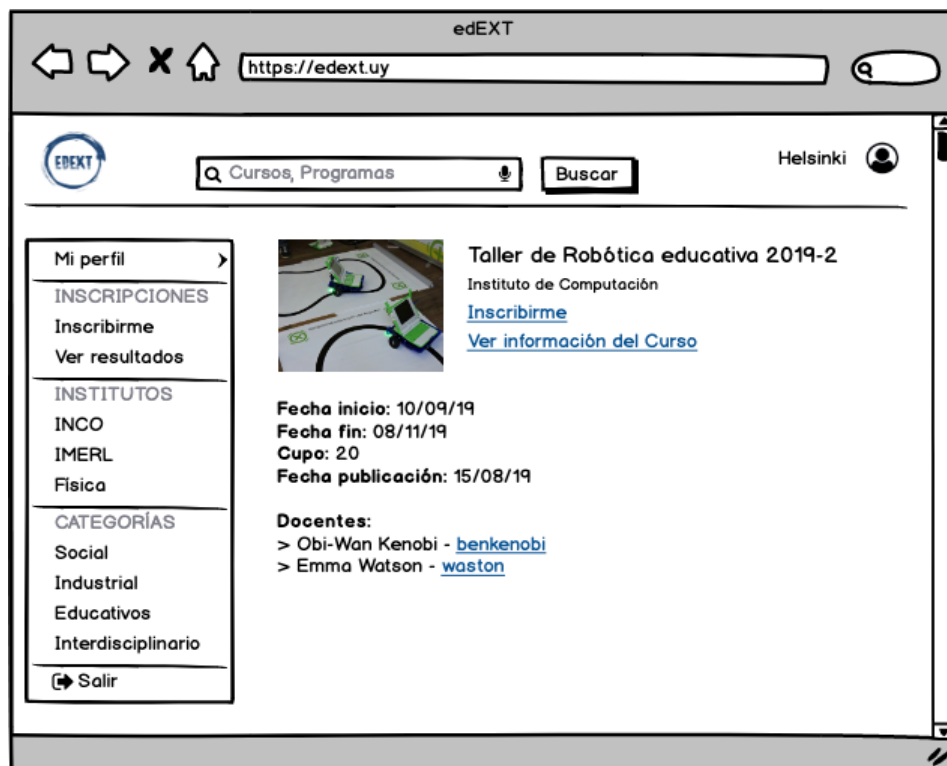 edEXT
https://edext.uy
EDEXT
Cursos, Programas
Buscar
Helsinki
Mi perfil
INSCRIPCIONES
Inscribirme
Ver resultados
INSTITUTOS
INCO
IMERL
Física
CATEGORÍAS
Social
Industrial
Educativos
Interdisciplinario
Salir
Taller de Robótica educativa 2019-2
Instituto de Computación
Inscribirme
Ver información del Curso
Fecha inicio: 10/09/19
Fecha fin: 08/11/19
Cupo: 20
Fecha publicación: 15/08/19
Docentes:
> Obi-Wan Kenobi - benkenobi
> Emma Watson - waston